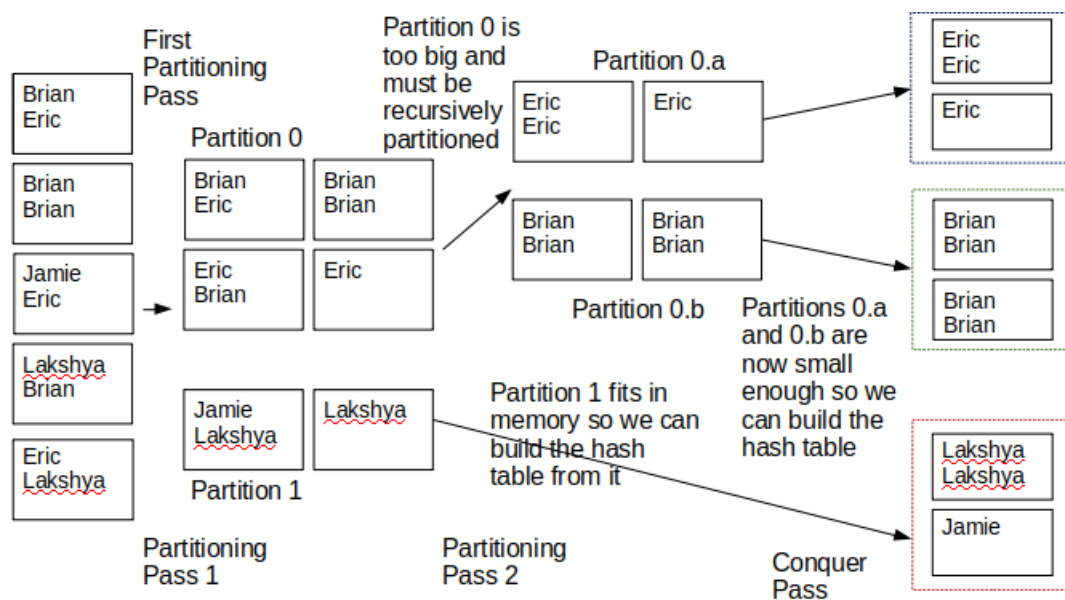 First
Partitioning
Pass
Brian
Eric
Brian
Brian
Jamie
Eric
Lakshya
Brian
Eric
Lakshya
Partition 0
Brian
Eric
Brian
Brian
Eric
Brian
Eric
Jamie
Lakshya
Lakshya
Partition 1
Partitioning
Pass 1
Partition 0 is
too big and
must be
recursively
partitioned
Partition 0.a
Eric
Eric
Eric
Brian
Brian
Brian
Brian
Partition 0.b
Partition 1 fits in
memory so we can
build the hash
table from it
Partitioning
Pass 2
Partitions 0.a
and 0.b are
now small
enough so we
can build the
hash table
Eric
Eric
Eric
Brian
Brian
Brian
Brian
Lakshya
Lakshya
Jamie
Conquer
Pass